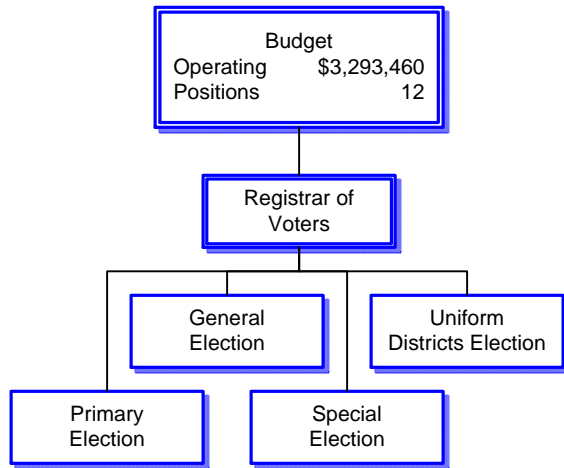 Budget
Operating $3,293,460
Positions 12
Registrar of
Voters
General
Election
Uniform
Districts Election
Primary
Election
Special
Election